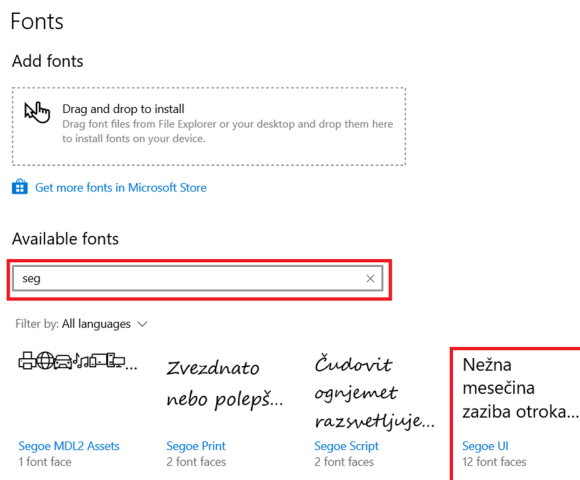 Fonts
Add fonts
Drag and drop to install
Drag font files from File Explorer or your desktop and drop them here
to install fonts on your device.
Get more fonts in Microsoft Store
Available fonts
seg
Filter by: All languages
...
Zvezdnato
nebo polepš...
Čudovit
ognjemet
razsvetljuje...
Nežna
mesečina
zaziba otroka...
Segoe MDL2 Assets
1 font face
Segoe Print
2 font faces
Segoe Script
2 font faces
Segoe UI
12 font faces